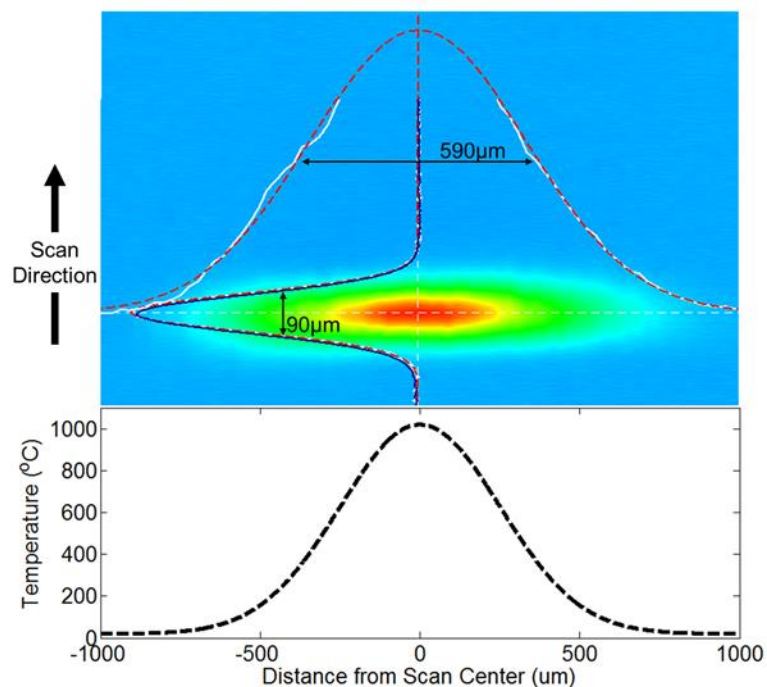 590µm
Scan
Direction
90µm
Temperature (⁰C)
1000
800
600
400
200
0
-1000
-500
0
500
1000
Distance from Scan Center (um)